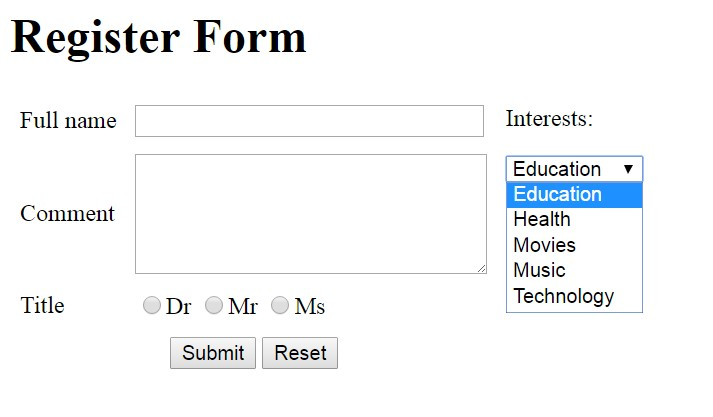 Register Form
Full name
Interests:
Comment
Education
Education
Health
Movies
Music
Technology
Title
Dr Mr Ms
Submit Reset